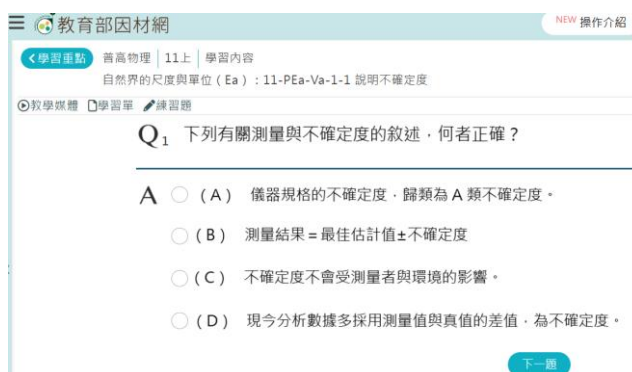 教育部因材網
NEW 操作介紹
學習重點 普高物理 | 11上 | 學習內容
自然界的尺度與單位(Ea):11-PEa-Va-1-1 說明不確定度
教學媒體 學習單 練習題
Q1 下列有關測量與不確定度的敘述,何者正確?
A (A) 儀器規格的不確定度,歸類為 A 類不確定度。
(B) 測量結果=最佳估計值±不確定度
(C) 不確定度不會受測量者與環境的影響。
(D) 現今分析數據多採用測量值與真值的差值,為不確定度。
下一題